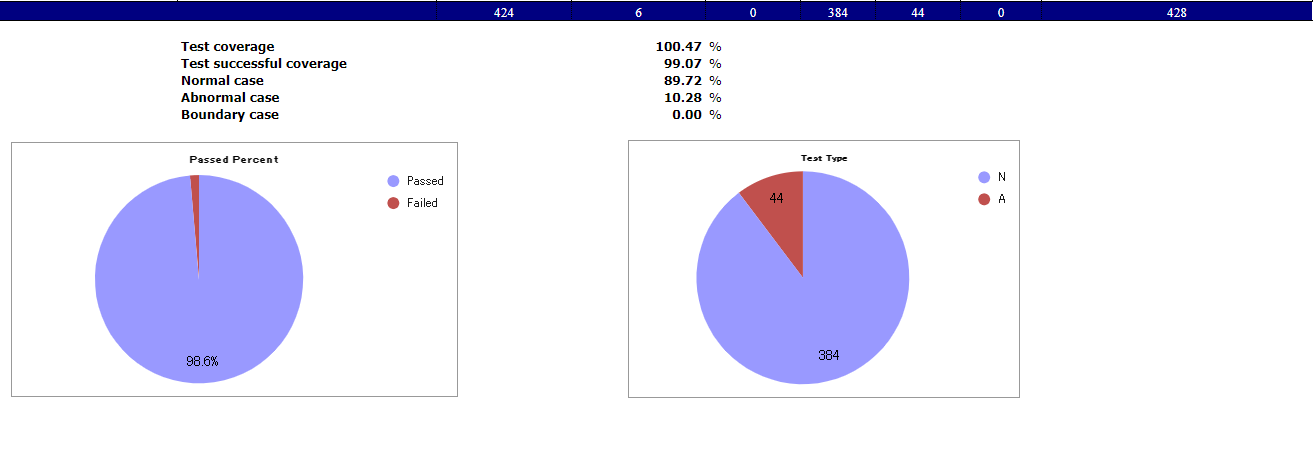 424 6 0 384 44 0 428
Test coverage 100.47 %
Test successful coverage 99.07 %
Normal case 89.72 %
Abnormal case 10.28 %
Boundary case 0.00 %
Passed Percent
Passed
Failed
98.6%
Test Type
N
A
44
384